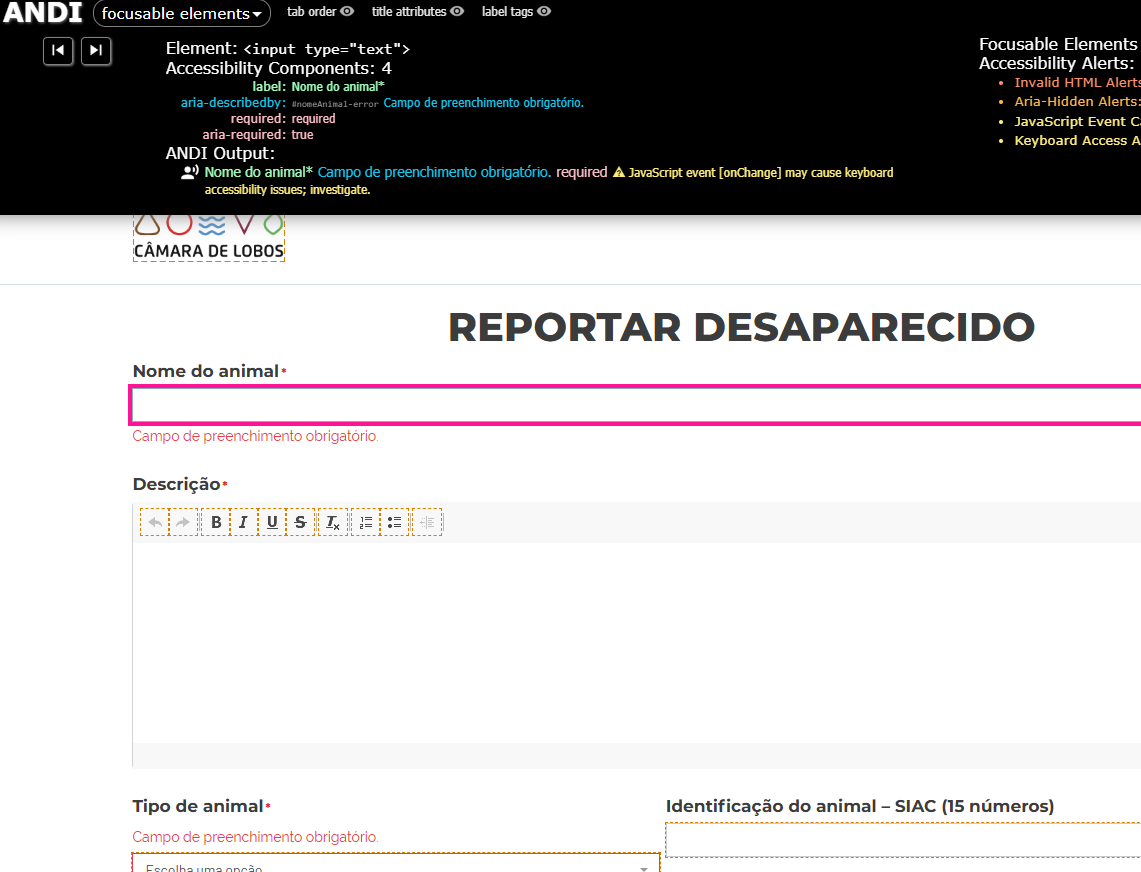 ANDI focusable elements tab order title attributes label tags
Element: <input type="text">
Accessibility Components: 4
label: Nome do animal*
aria-describedby: #nomeAnimal-error Campo de preenchimento obrigatório.
required: required
aria-required: true
ANDI Output:
Nome do animal* Campo de preenchimento obrigatório. required JavaScript event [onChange] may cause keyboard
accessibility issues; investigate.
Focusable Elements
Accessibility Alerts:
Invalid HTML Alerts
Aria-Hidden Alerts:
JavaScript Event C
Keyboard Access A
CÂMARA DE LOBOS
REPORTAR DESAPARECIDO
Nome do animal*
Campo de preenchimento obrigatório.
Descrição*
B I U S Tx
Tipo de animal*
Campo de preenchimento obrigatório.
Escolha uma opção
Identificação do animal – SIAC (15 números)